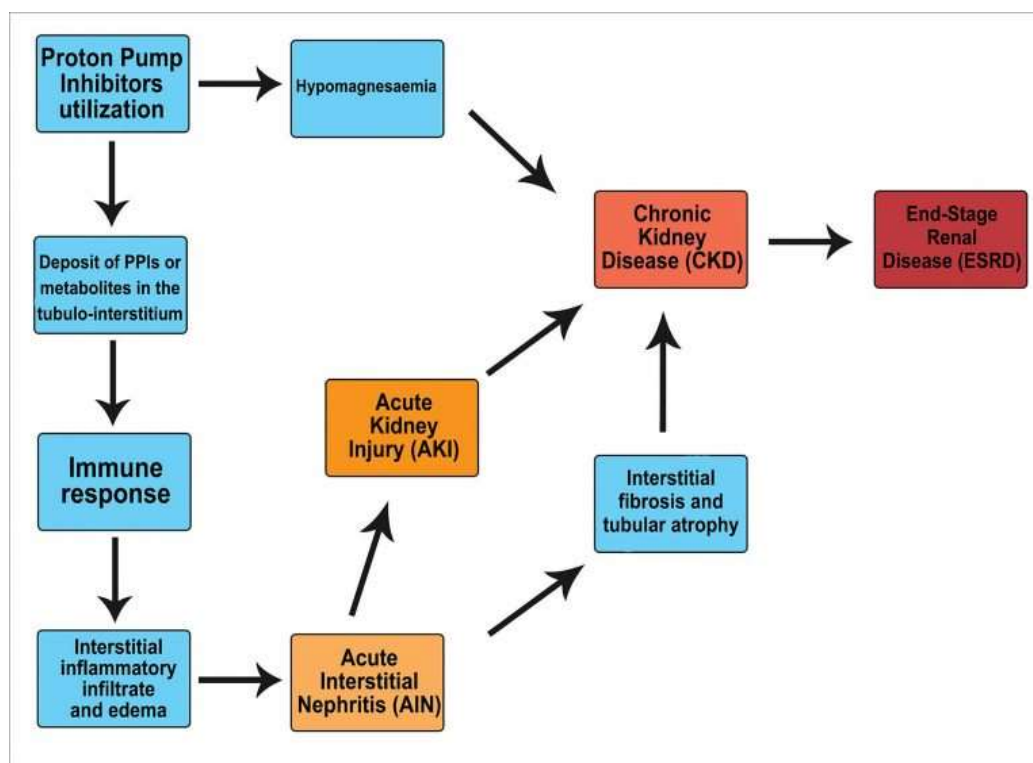 Proton Pump
Inhibitors
utilization
Hypomagnesaemia
Deposit of PPIs or
metabolites in the
tubulo-interstitium
Chronic
Kidney
Disease (CKD)
End-Stage
Renal
Disease (ESRD)
Acute
Kidney
Injury (AKI)
Immune
response
Interstitial
fibrosis and
tubular atrophy
Interstitial
inflammatory
infiltrate
and edema
Acute
Interstitial
Nephritis (AIN)